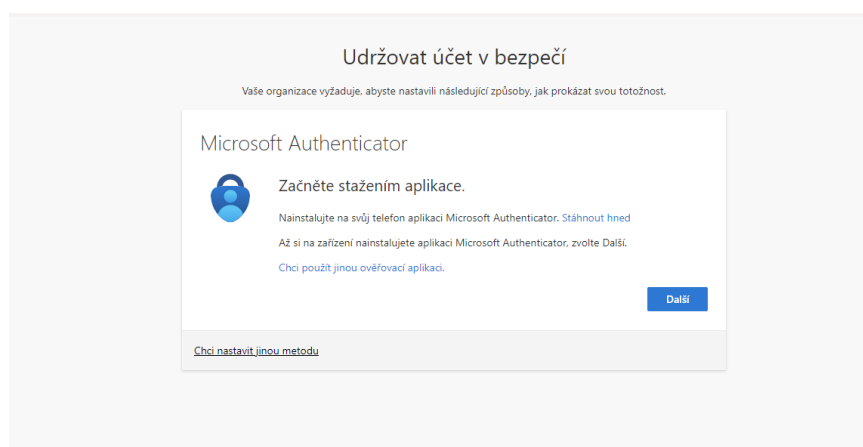 Udržovat účet v bezpečí
Vaše organizace vyžaduje, abyste nastavili následující způsoby, jak prokázat svou totožnost.
Microsoft Authenticator
Začněte stažením aplikace.
Nainstalujte na svůj telefon aplikaci Microsoft Authenticator. Stáhnout hned
Až si na zařízení nainstalujete aplikaci Microsoft Authenticator, zvolte Další.
Chci použít jinou ověřovací aplikaci.
Další
Chci nastavit jinou metodu